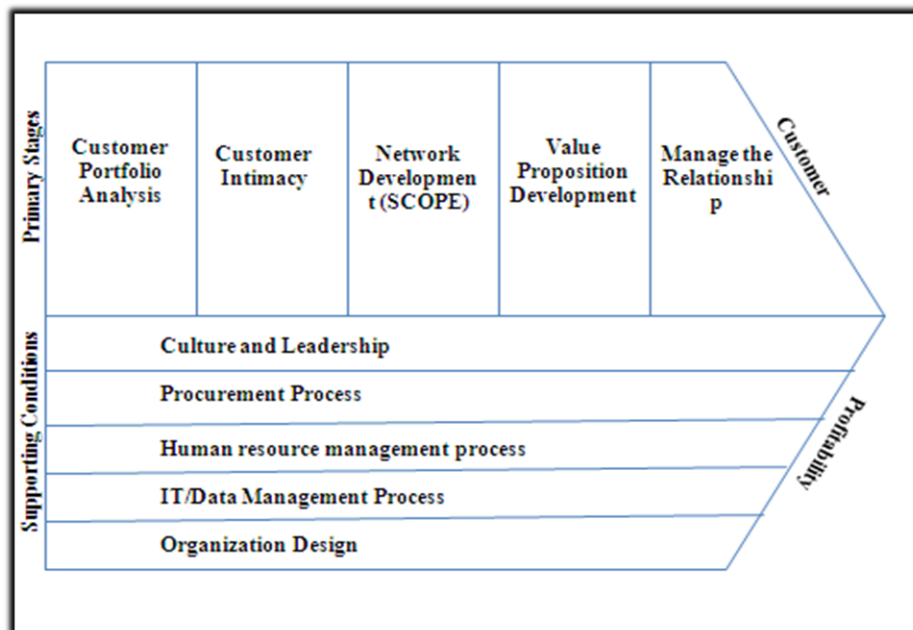 Primary Stages
Customer
Portfolio
Analysis
Customer
Intimacy
Network
Developmen
t (SCOPE)
Value
Proposition
Development
Manage the
Relationshi
p
Customer
Supporting Conditions
Culture and Leadership
Procurement Process
Human resource management process
IT/Data Management Process
Organization Design
Profitability